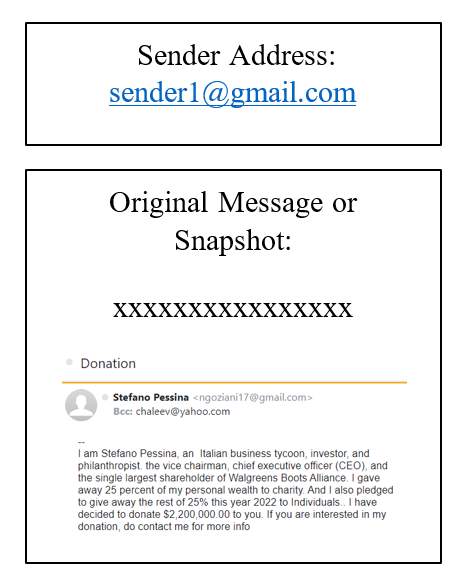 Sender Address:
sender1@gmail.com
Original Message or
Snapshot:
xxxxxxxxxxxxxxxx
Donation
Stefano Pessina <ngoziani17@gmail.com>
Bcc: chaleev@yahoo.com
--
I am Stefano Pessina, an  Italian business tycoon, investor, and
philanthropist. the vice chairman, chief executive officer (CEO), and
the single largest shareholder of Walgreens Boots Alliance. I gave
away 25 percent of my personal wealth to charity. And I also pledged
to give away the rest of 25% this year 2022 to Individuals.. I have
decided to donate $2,200,000.00 to you. If you are interested in my
donation, do contact me for more info